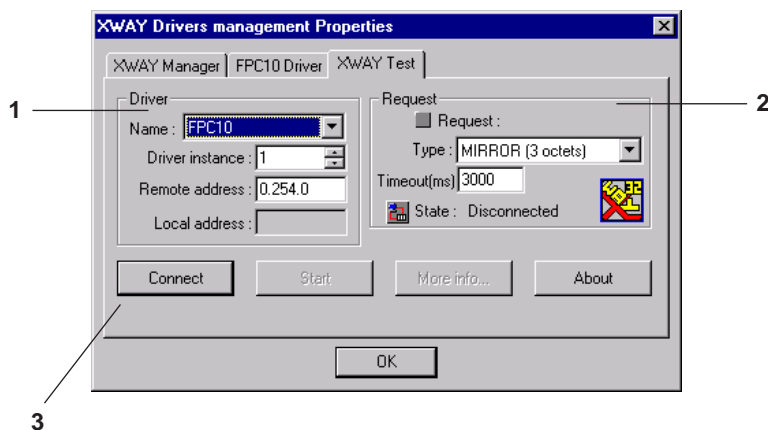 XWAY Drivers management Properties
XWAY Manager FPC10 Driver XWAY Test
1
Driver
Name : FPC10
Driver instance : 1
Remote address : 0.254.0
Local address :
2
Request
Request :
Type : MIRROR (3 octets)
Timeout(ms) 3000
State : Disconnected
32
Connect Start More info... About
OK
3